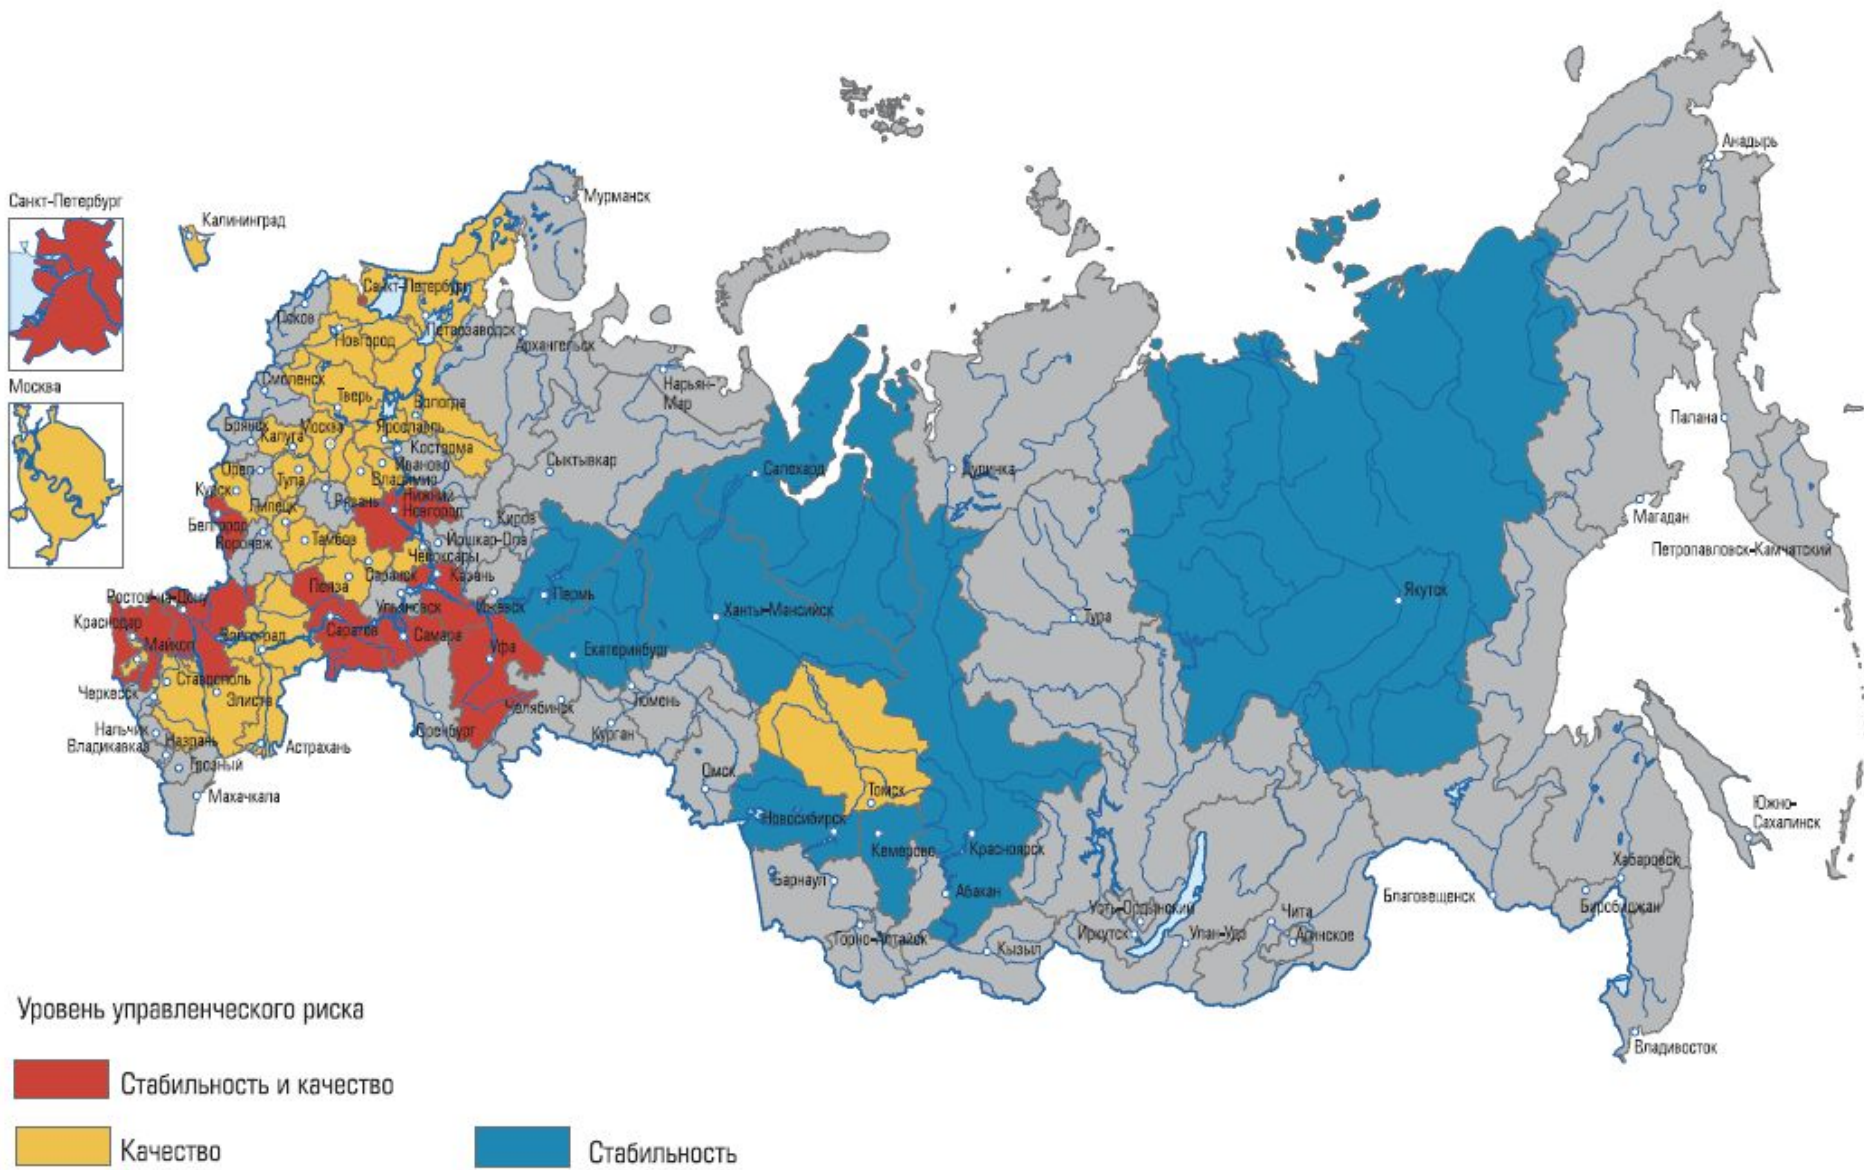 Санкт-Петербург
Москва
Калининград
Мурманск
Санкт-Петербург
Псков
Новгород
Петрозаводск
Архангельск
Смоленск
Тверь
Вологда
Нарьян-
Мар
Брянск
Калуга
Москва
Ярославль
Кострома
Иваново
Владимир
Орел
Тула
Рязань
Курск
Липецк
Нижний
Новгород
Сыктывкар
Салехард
Дудинка
Белгород
Воронеж
Тамбов
Киров
Йошкар-Ола
Чебоксары
Пенза
Саранск
Казань
Ульяновск
Ижевск
Пермь
Ростов-на-Дону
Краснодар
Майкоп
Волгоград
Саратов
Самара
Уфа
Екатеринбург
Ханты-Мансийск
Тура
Якутск
Анадырь
Палана
Магадан
Петропавловск-Камчатский
Черкесск
Ставрополь
Элиста
Нальчик
Владикавказ
Назрань
Грозный
Астрахань
Махачкала
Оренбург
Челябинск
Курган
Тюмень
Омск
Томск
Новосибирск
Кемерово
Красноярск
Барнаул
Абакан
Горно-Алтайск
Кызыл
Усть-Ордынский
Иркутск
Улан-Удэ
Чита
Агинское
Благовещенск
Биробиджан
Хабаровск
Южно-
Сахалинск
Владивосток
Уровень управленческого риска
Стабильность и качество
Качество
Стабильность